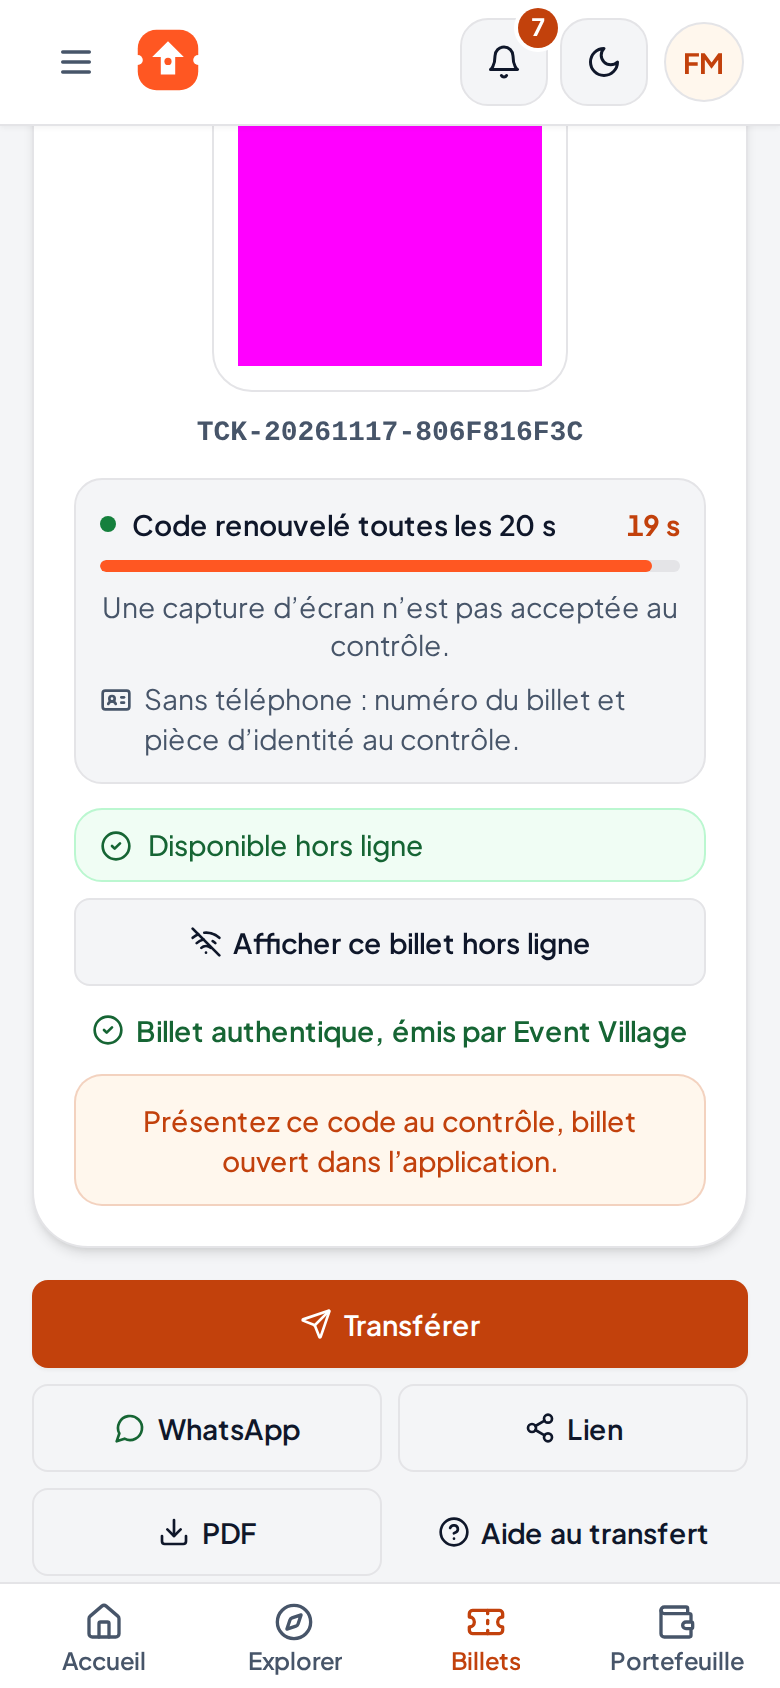 7
FM
TCK-20261117-806F816F3C
Code renouvelé toutes les 20 s
19 s
Une capture d’écran n’est pas acceptée au
contrôle.
Sans téléphone : numéro du billet et
pièce d’identité au contrôle.
Disponible hors ligne
Afficher ce billet hors ligne
Billet authentique, émis par Event Village
Présentez ce code au contrôle, billet
ouvert dans l’application.
Transférer
WhatsApp
Lien
PDF
Aide au transfert
Accueil
Explorer
Billets
Portefeuille